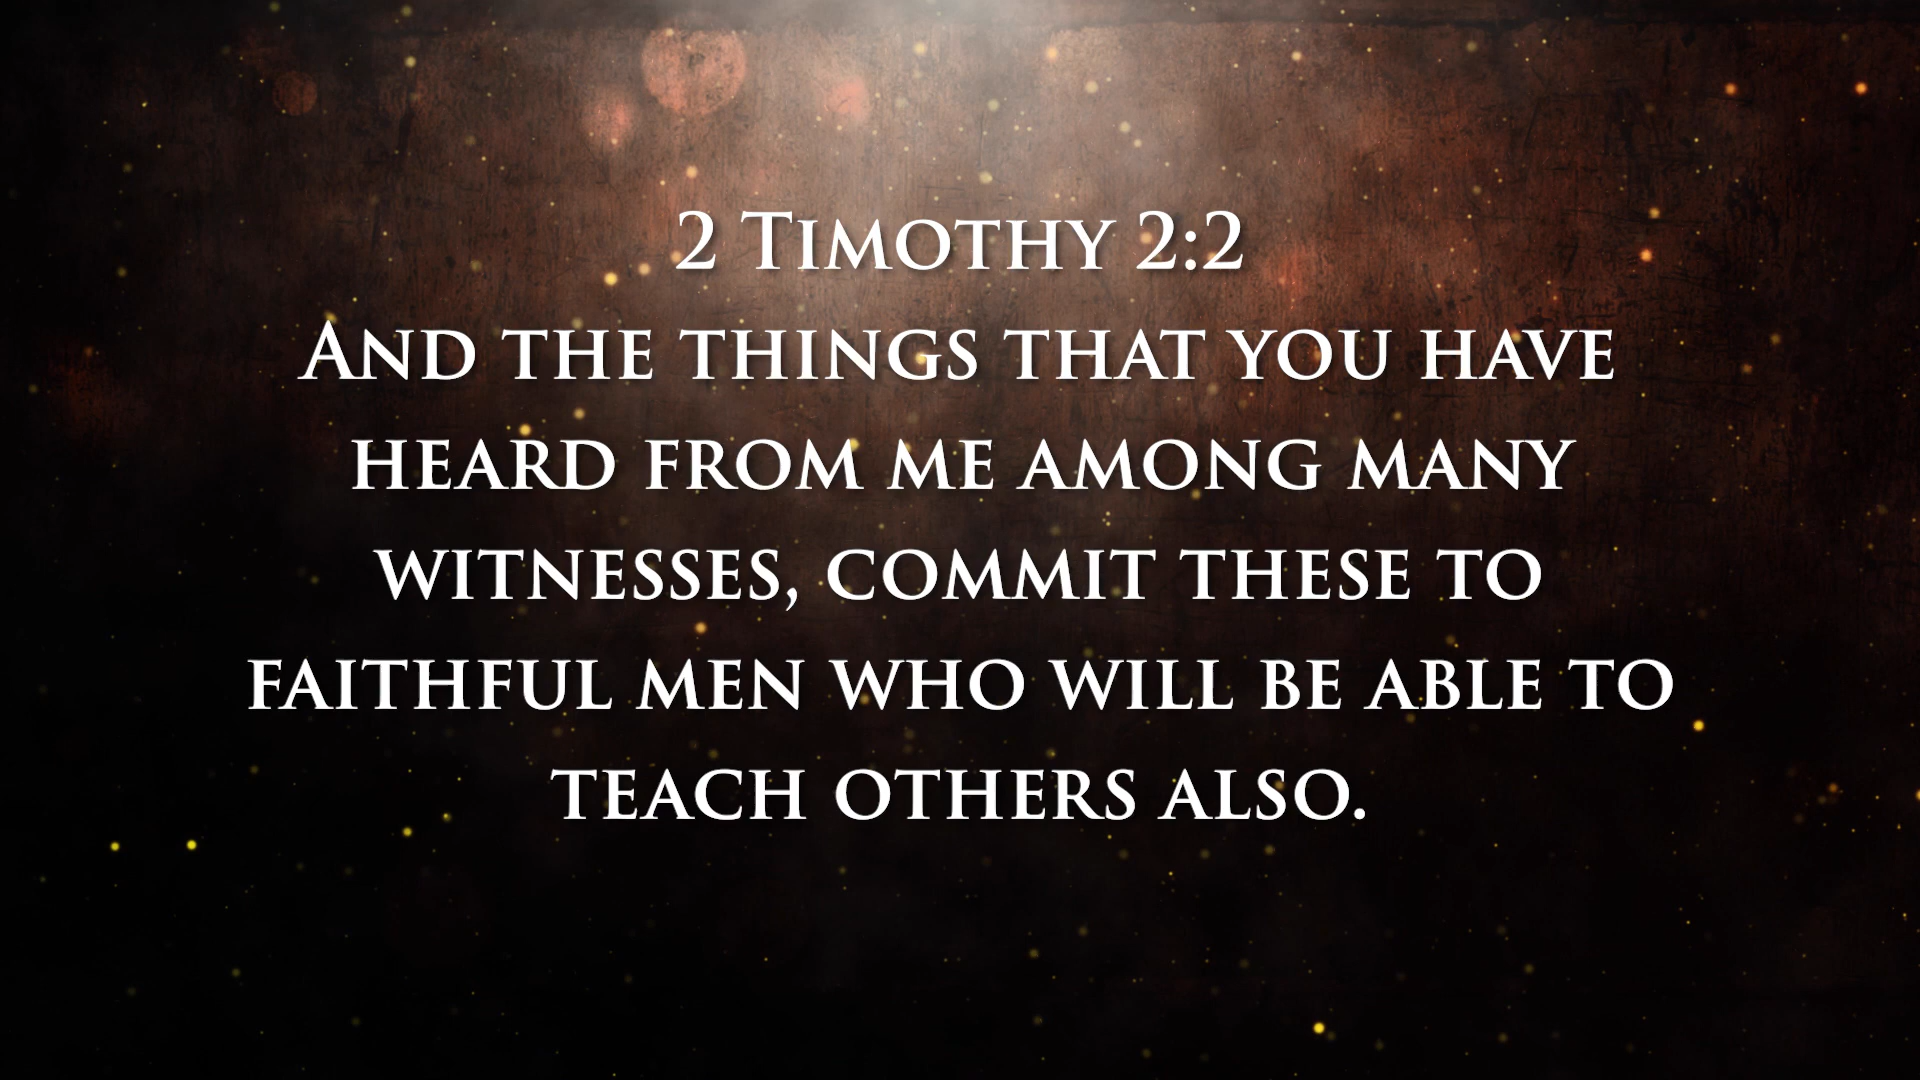 2 Timothy 2:2
And the things that you have
heard from me among many
witnesses, commit these to
faithful men who will be able to
teach others also.